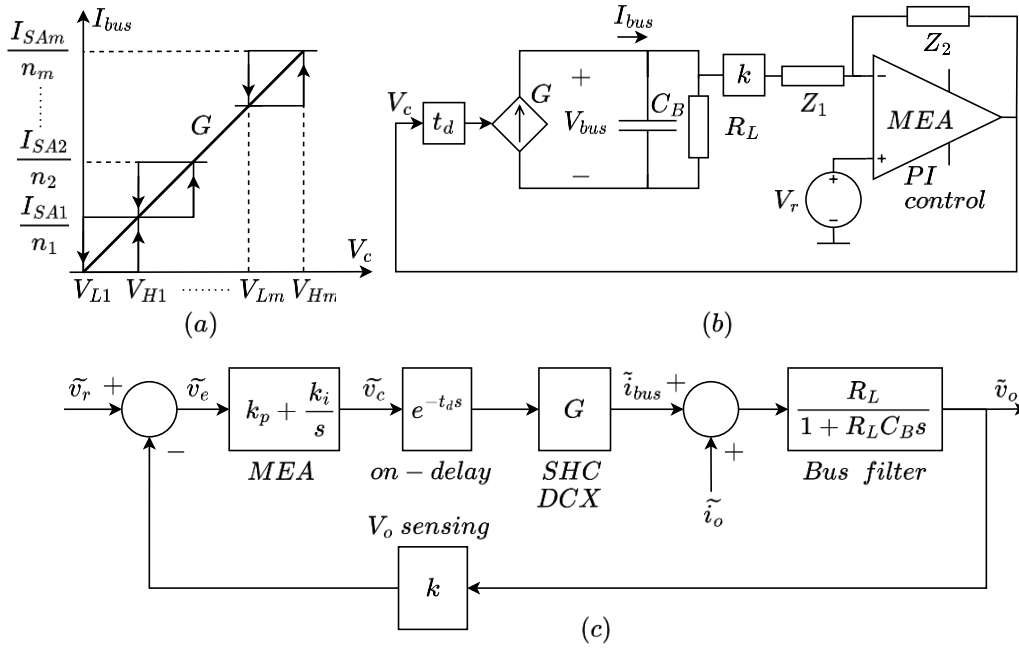 I_bus
I_SAm/n_m
G
I_SA2/n_2
I_SA1/n_1
V_c
V_L1 V_H1 ........ V_Lm V_Hm
(a)
I_bus
Z_2
k
Z_1
V_c
t_d
G
+
V_bus
−
C_B
R_L
−
MEA
+
PI
control
V_r
+
−
(b)
ṽ_r + ṽ_e k_p + k_i/s ṽ_c e^{-t_d s} G ĩ_bus + R_L/(1 + R_L C_B s) ṽ_o
− +
MEA on − delay SHC Bus filter
DCX
ĩ_o
V_o sensing
k
(c)